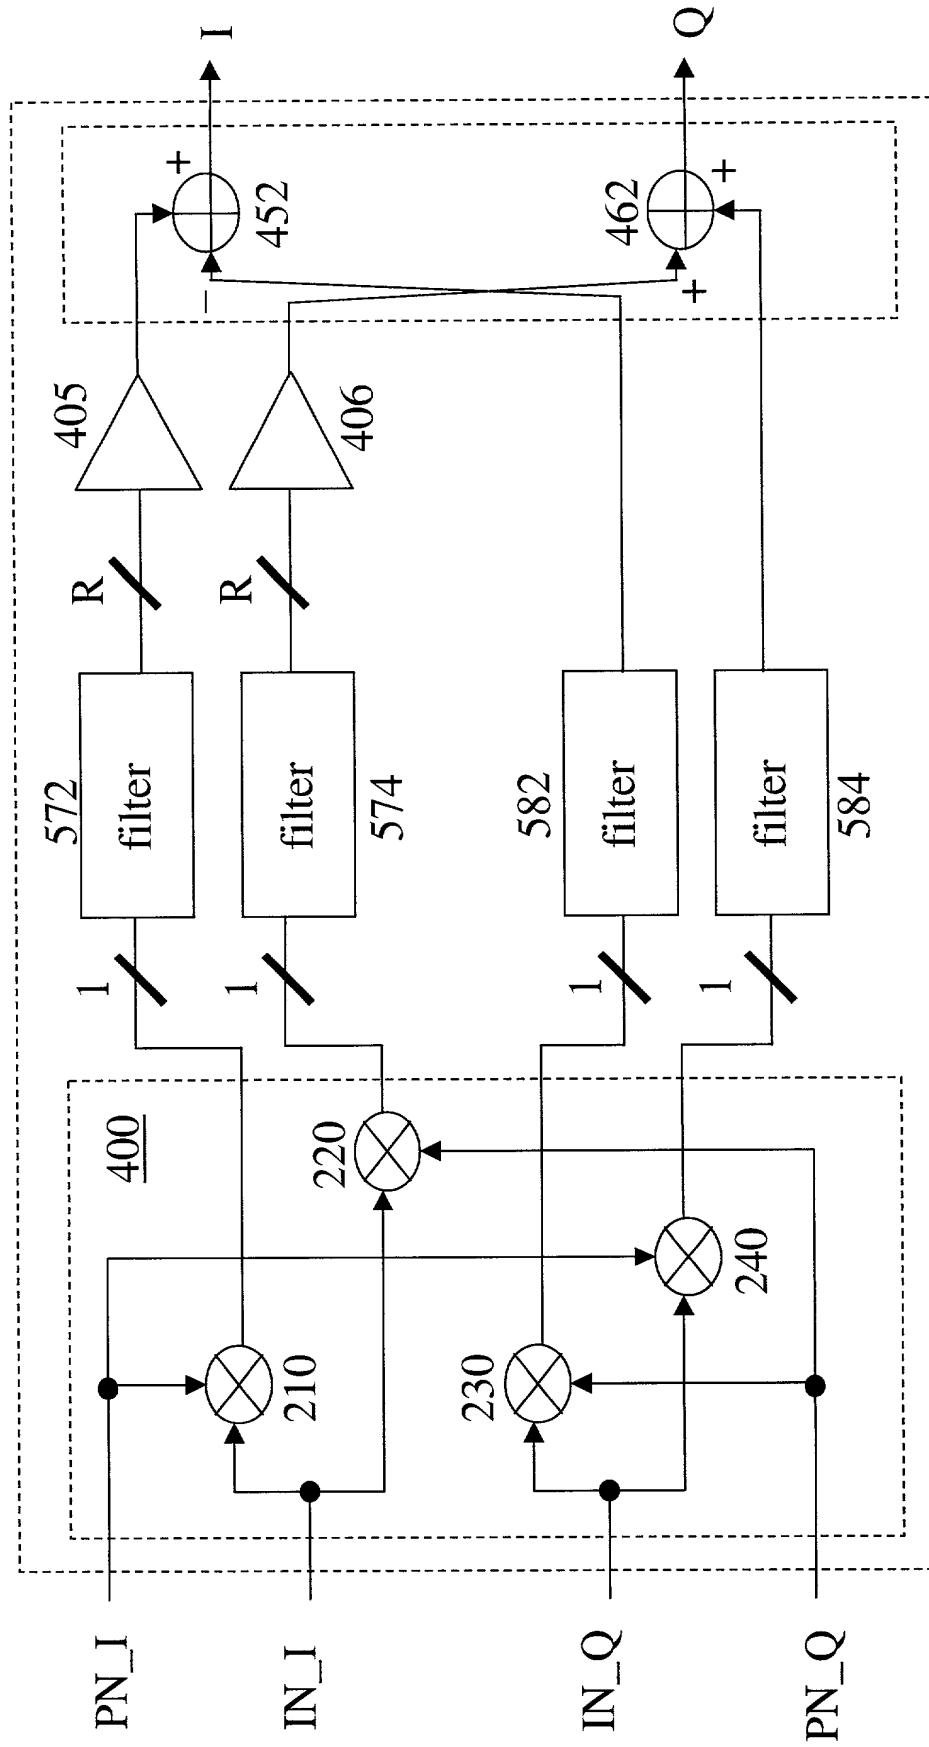 PN_I
IN_I
IN_Q
PN_Q
400
210
220
230
240
1
1
1
1
572
filter
filter
574
582
filter
filter
584
R
R
405
406
+
−
452
462
+
+
I
Q